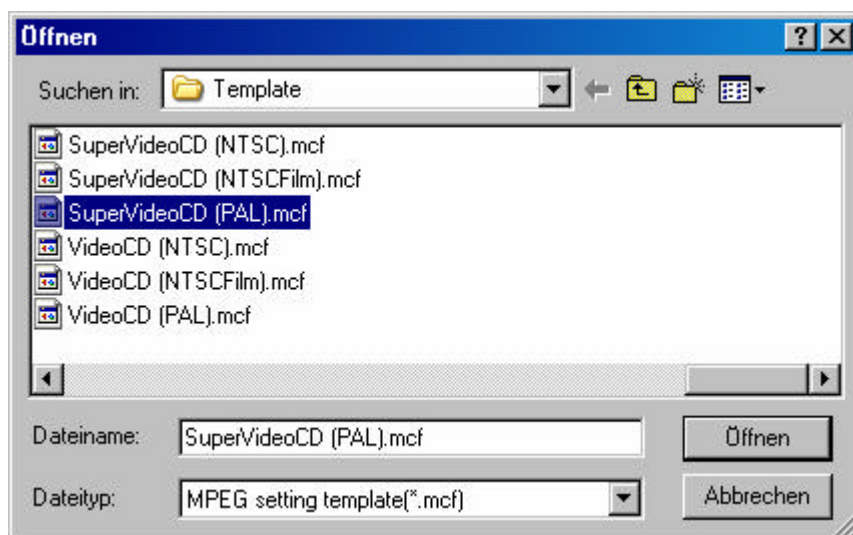 Öffnen
Suchen in: Template
SuperVideoCD (NTSC).mcf
SuperVideoCD (NTSCFilm).mcf
SuperVideoCD (PAL).mcf
VideoCD (NTSC).mcf
VideoCD (NTSCFilm).mcf
VideoCD (PAL).mcf
Dateiname: SuperVideoCD (PAL).mcf Öffnen
Dateityp: MPEG setting template(*.mcf) Abbrechen